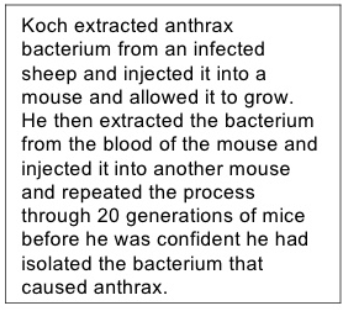 Koch extracted anthrax
bacterium from an infected
sheep and injected it into a
mouse and allowed it to grow.
He then extracted the bacterium
from the blood of the mouse and
injected it into another mouse
and repeated the process
through 20 generations of mice
before he was confident he had
isolated the bacterium that
caused anthrax.